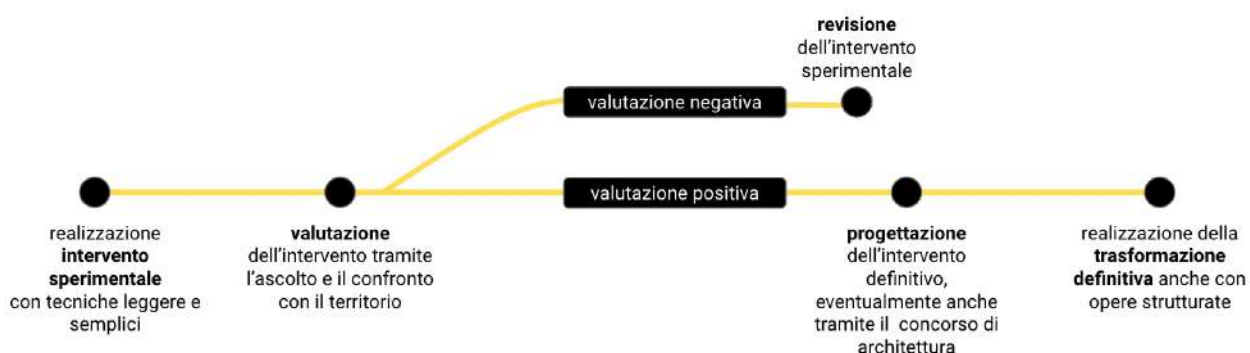 revisione
dell'intervento
sperimentale
valutazione negativa
valutazione positiva
realizzazione
intervento
sperimentale
con tecniche leggere e
semplici
valutazione
dell'intervento tramite
l'ascolto e il confronto
con il territorio
progettazione
dell'intervento
definitivo,
eventualmente anche
tramite il concorso di
architettura
realizzazione della
trasformazione
definitiva anche con
opere strutturate